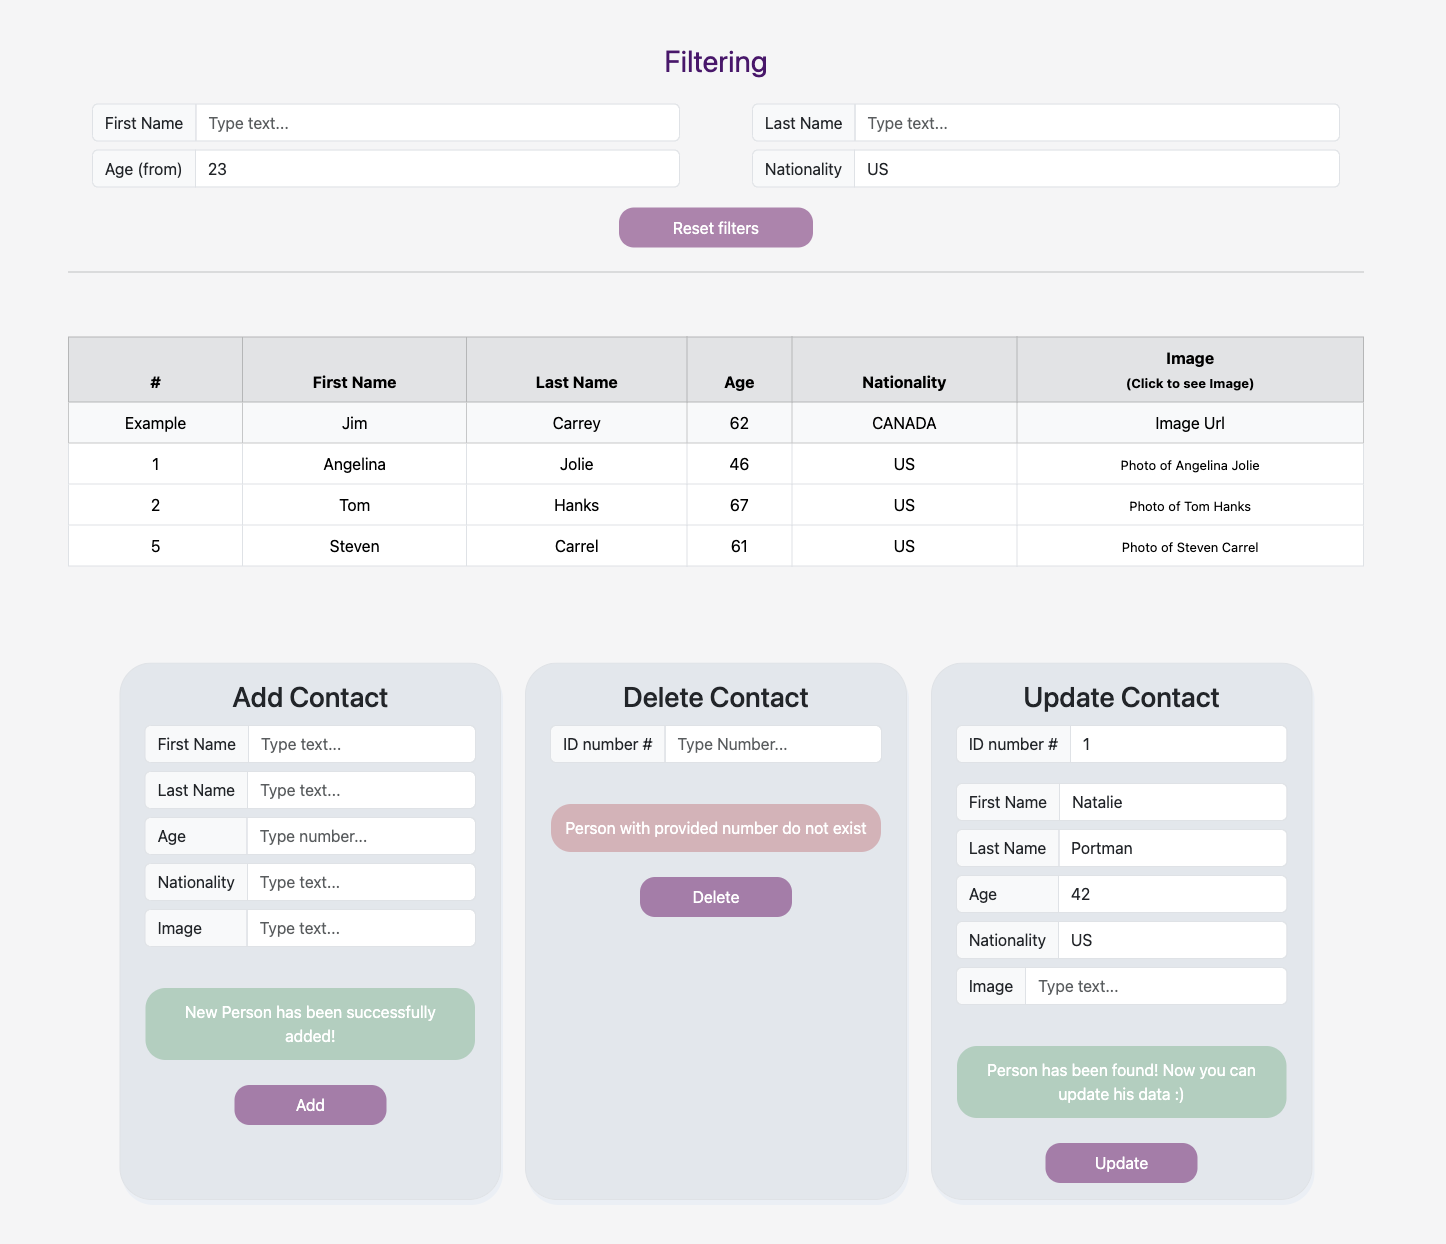 Filtering
First Name Type text... Last Name Type text...
Age (from) 23 Nationality US
Reset filters
Image
# First Name Last Name Age Nationality (Click to see Image)
Example Jim Carrey 62 CANADA Image Url
1 Angelina Jolie 46 US Photo of Angelina Jolie
2 Tom Hanks 67 US Photo of Tom Hanks
5 Steven Carrel 61 US Photo of Steven Carrel
Add Contact
First Name Type text...
Last Name Type text...
Age Type number...
Nationality Type text...
Image Type text...
New Person has been successfully
added!
Add
Delete Contact
ID number # Type Number...
Person with provided number do not exist
Delete
Update Contact
ID number # 1
First Name Natalie
Last Name Portman
Age 42
Nationality US
Image Type text...
Person has been found! Now you can
update his data :)
Update